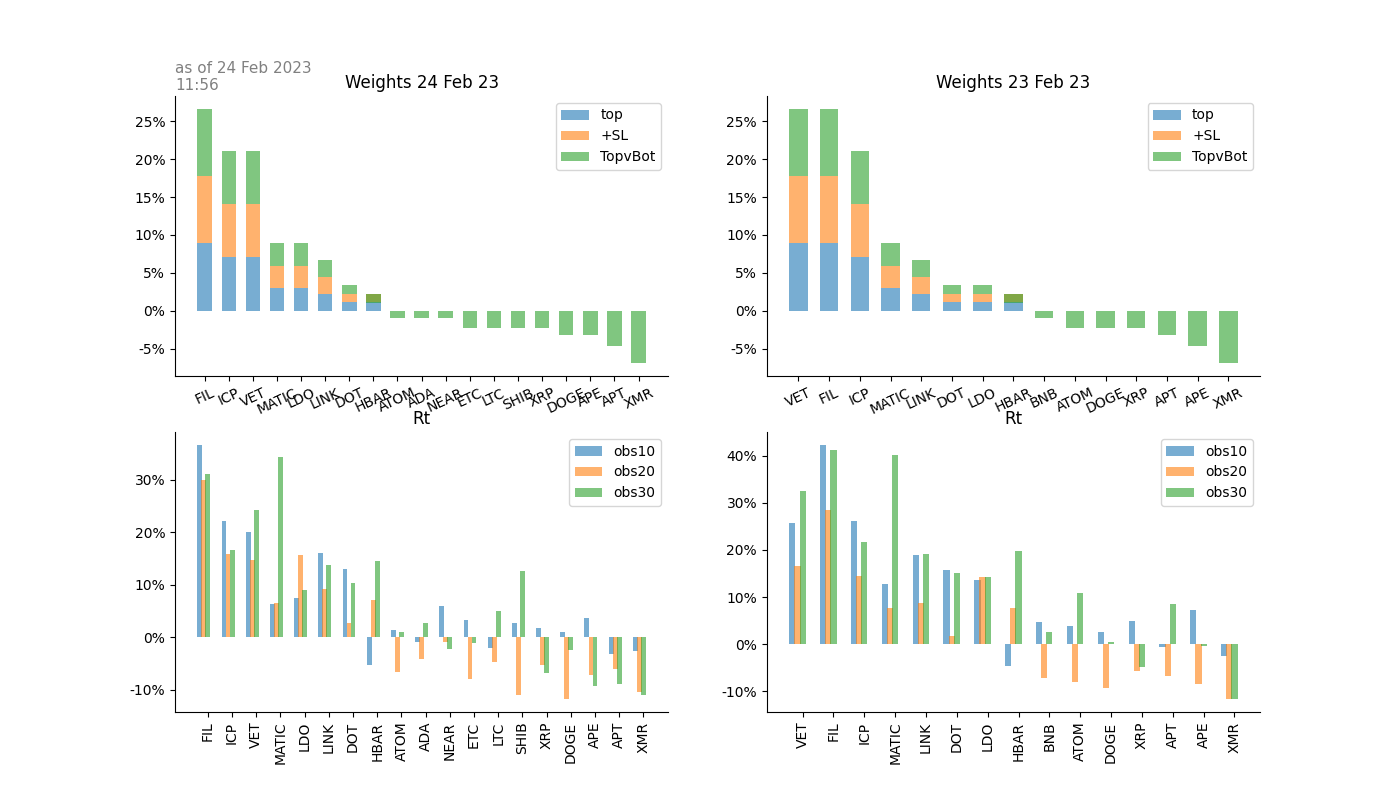 as of 24 Feb 2023
11:56
Weights 24 Feb 23
top
+SL
TopvBot
25%
20%
15%
10%
5%
0%
-5%
FIL ICP VET MATIC LDO LINK DOT HBAR ATOM ADA NEAR ETC LTC SHIB XRP DOGE APE APT XMR
Weights 23 Feb 23
top
+SL
TopvBot
25%
20%
15%
10%
5%
0%
-5%
VET FIL ICP MATIC LINK DOT LDO HBAR BNB ATOM DOGE XRP APT APE XMR
Rt
obs10
obs20
obs30
30%
20%
10%
0%
-10%
FIL ICP VET MATIC LDO LINK DOT HBAR ATOM ADA NEAR ETC LTC SHIB XRP DOGE APE APT XMR
Rt
obs10
obs20
obs30
40%
30%
20%
10%
0%
-10%
VET FIL ICP MATIC LINK DOT LDO HBAR BNB ATOM DOGE XRP APT APE XMR